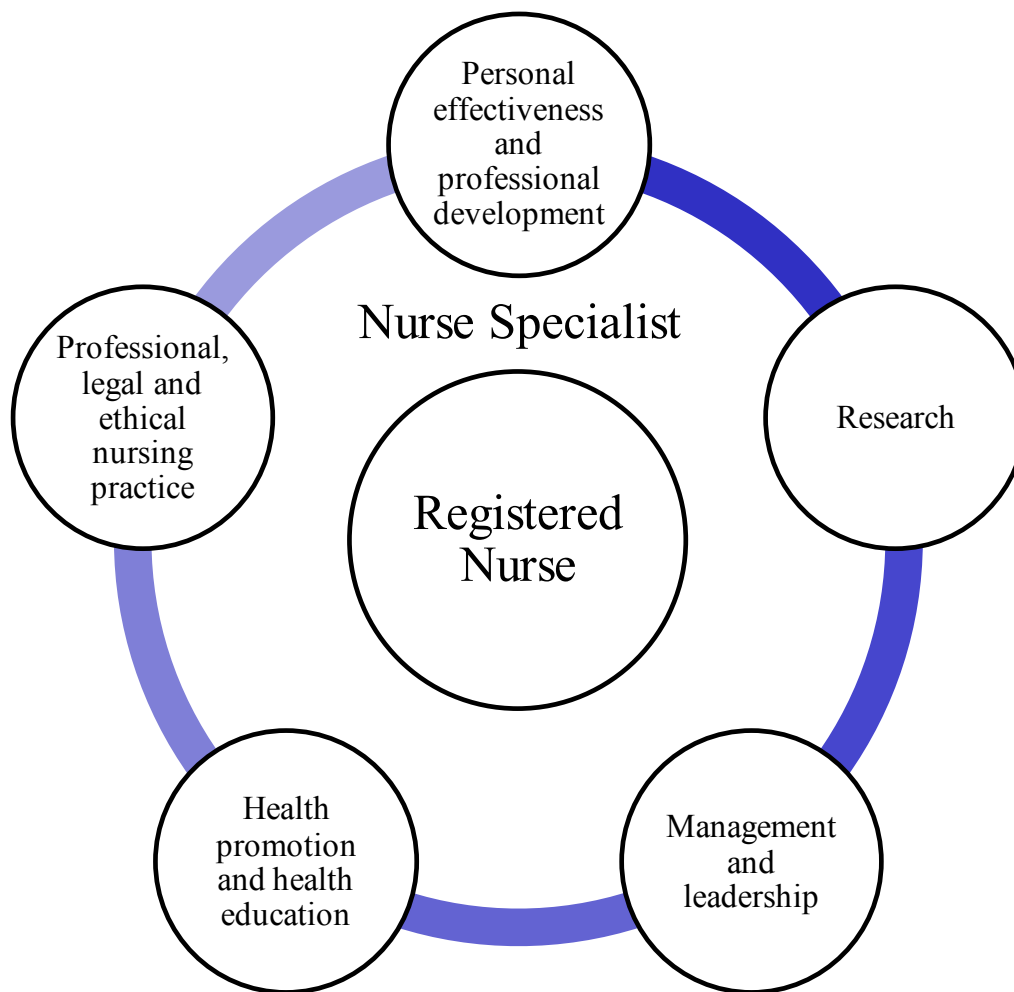 Personal
effectiveness
and
professional
development
Nurse Specialist
Professional,
legal and
ethical
nursing
practice
Research
Registered
Nurse
Health
promotion
and health
education
Management
and
leadership